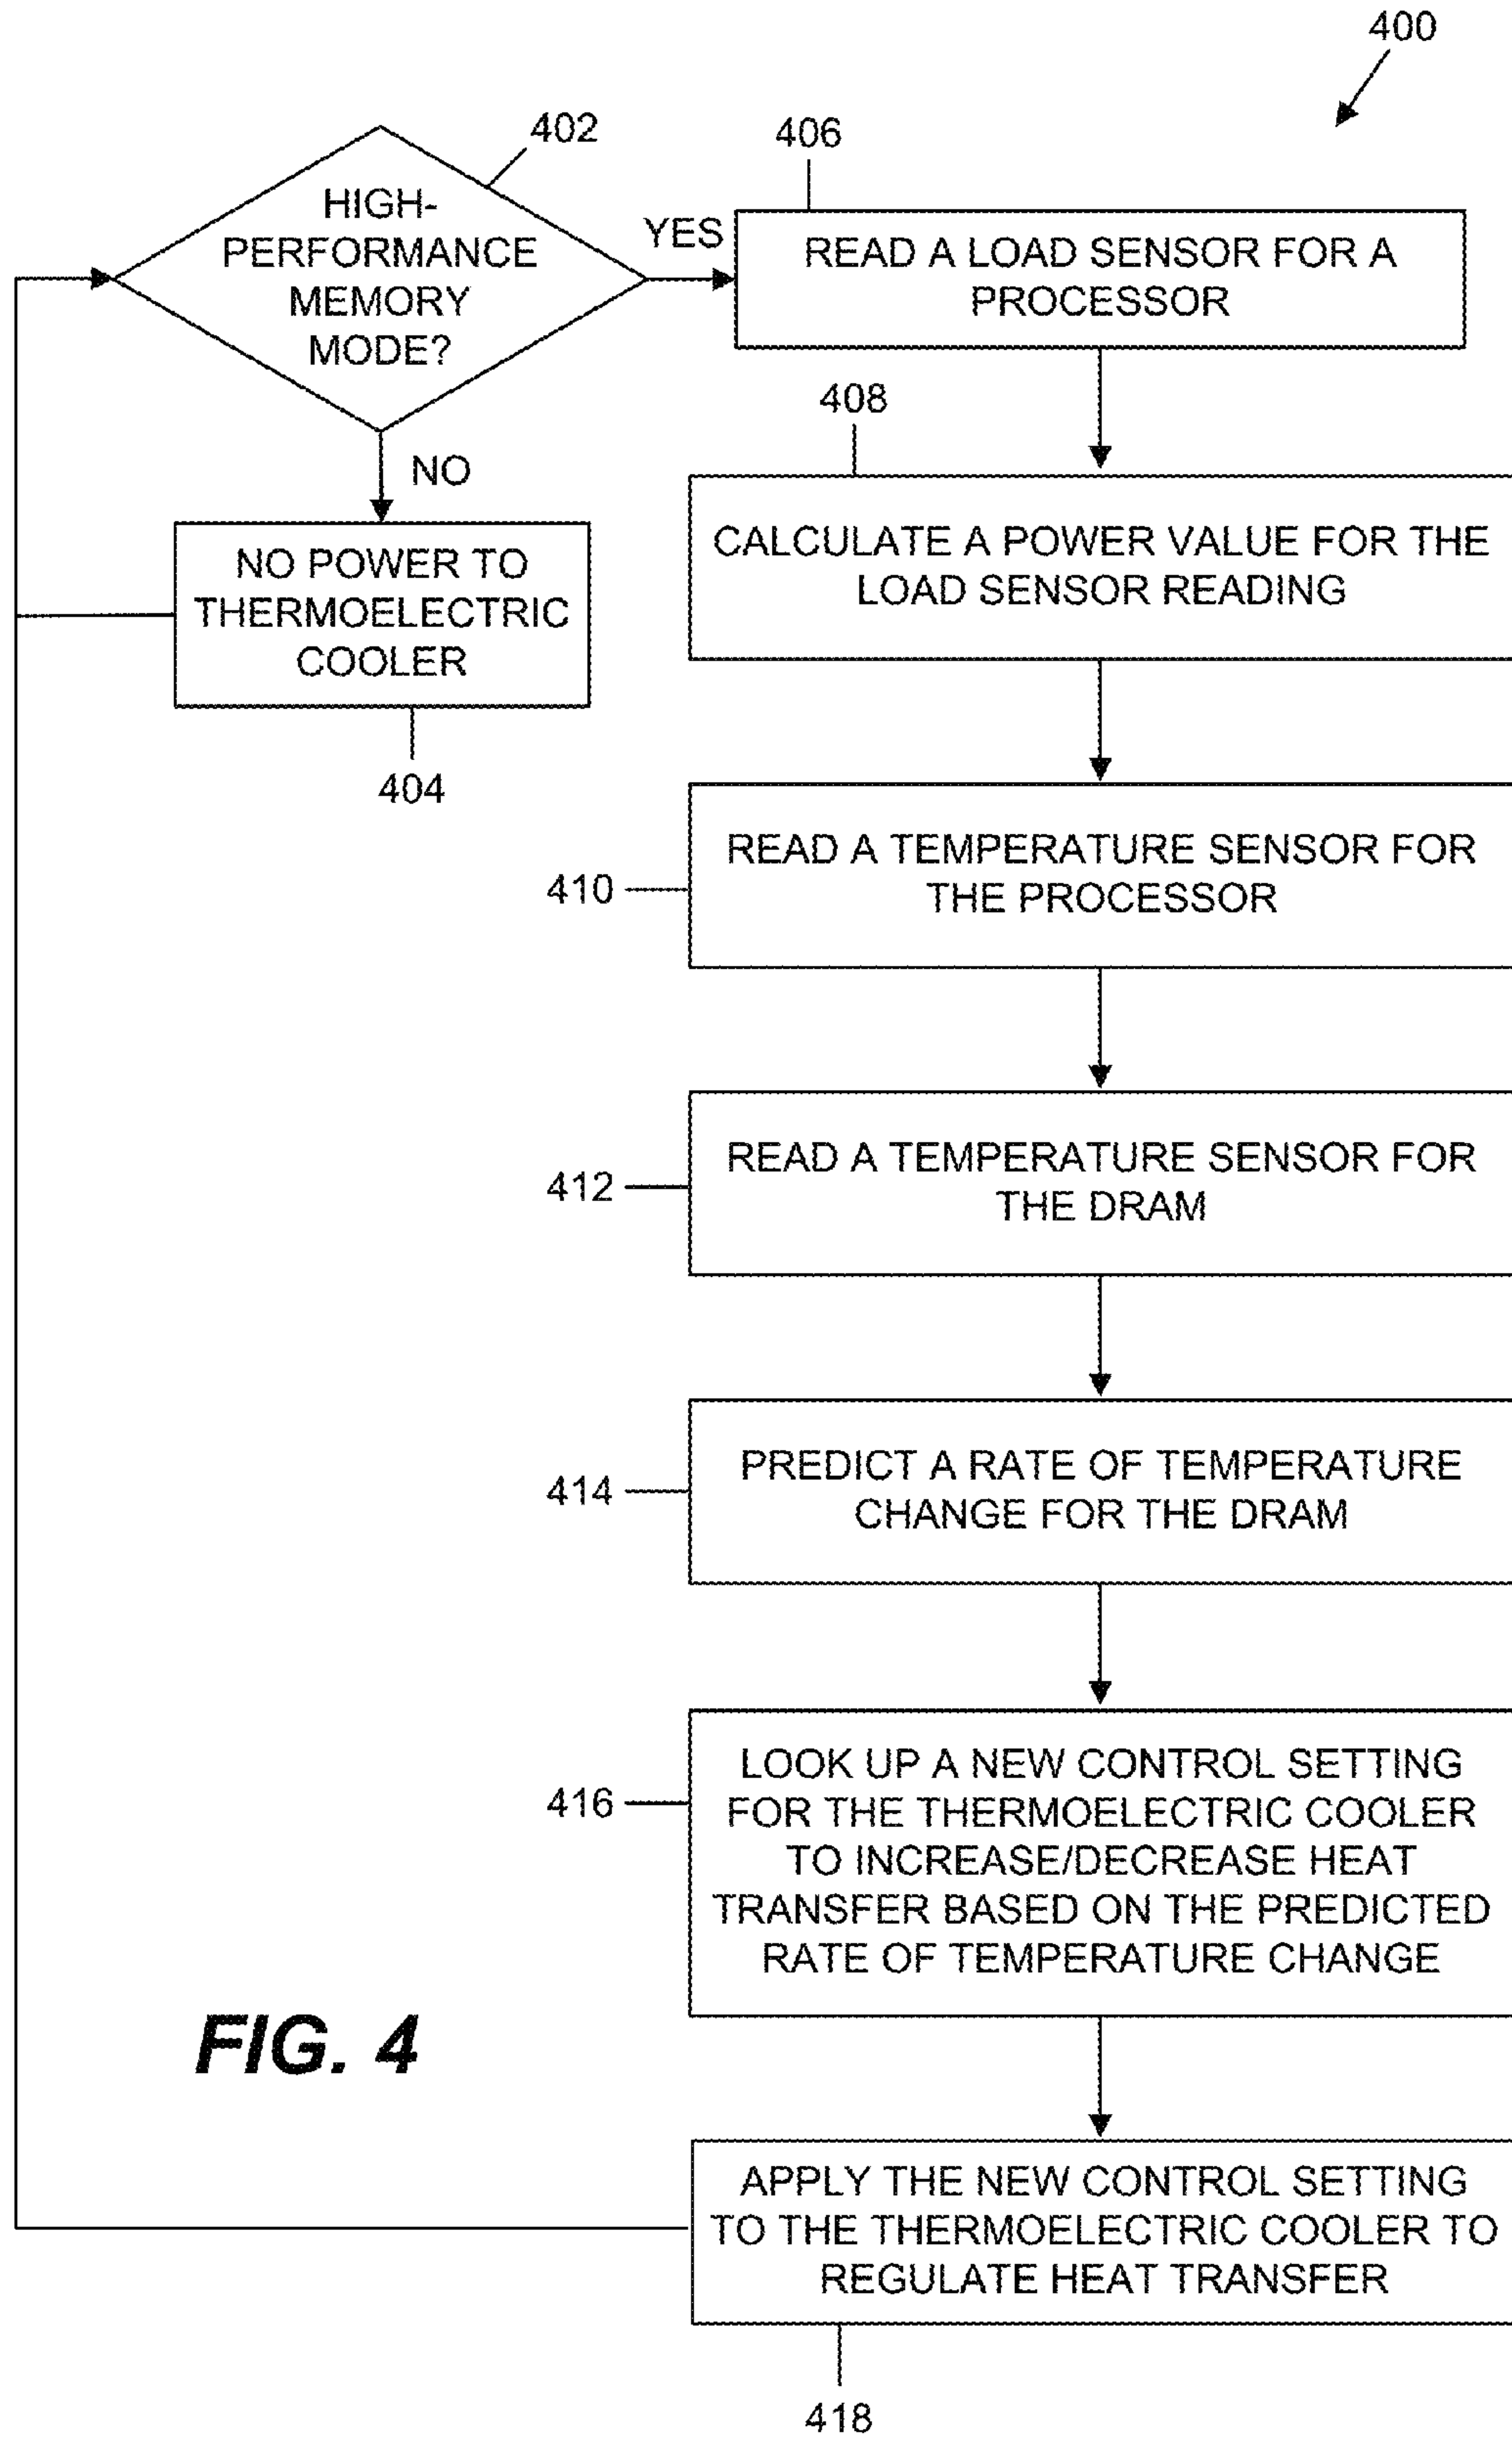 400
402
HIGH-
PERFORMANCE
MEMORY
MODE?
YES
NO
NO POWER TO
THERMOELECTRIC
COOLER
404
406
READ A LOAD SENSOR FOR A
PROCESSOR
408
CALCULATE A POWER VALUE FOR THE
LOAD SENSOR READING
410
READ A TEMPERATURE SENSOR FOR
THE PROCESSOR
412
READ A TEMPERATURE SENSOR FOR
THE DRAM
414
PREDICT A RATE OF TEMPERATURE
CHANGE FOR THE DRAM
416
LOOK UP A NEW CONTROL SETTING
FOR THE THERMOELECTRIC COOLER
TO INCREASE/DECREASE HEAT
TRANSFER BASED ON THE PREDICTED
RATE OF TEMPERATURE CHANGE
FIG. 4
APPLY THE NEW CONTROL SETTING
TO THE THERMOELECTRIC COOLER TO
REGULATE HEAT TRANSFER
418